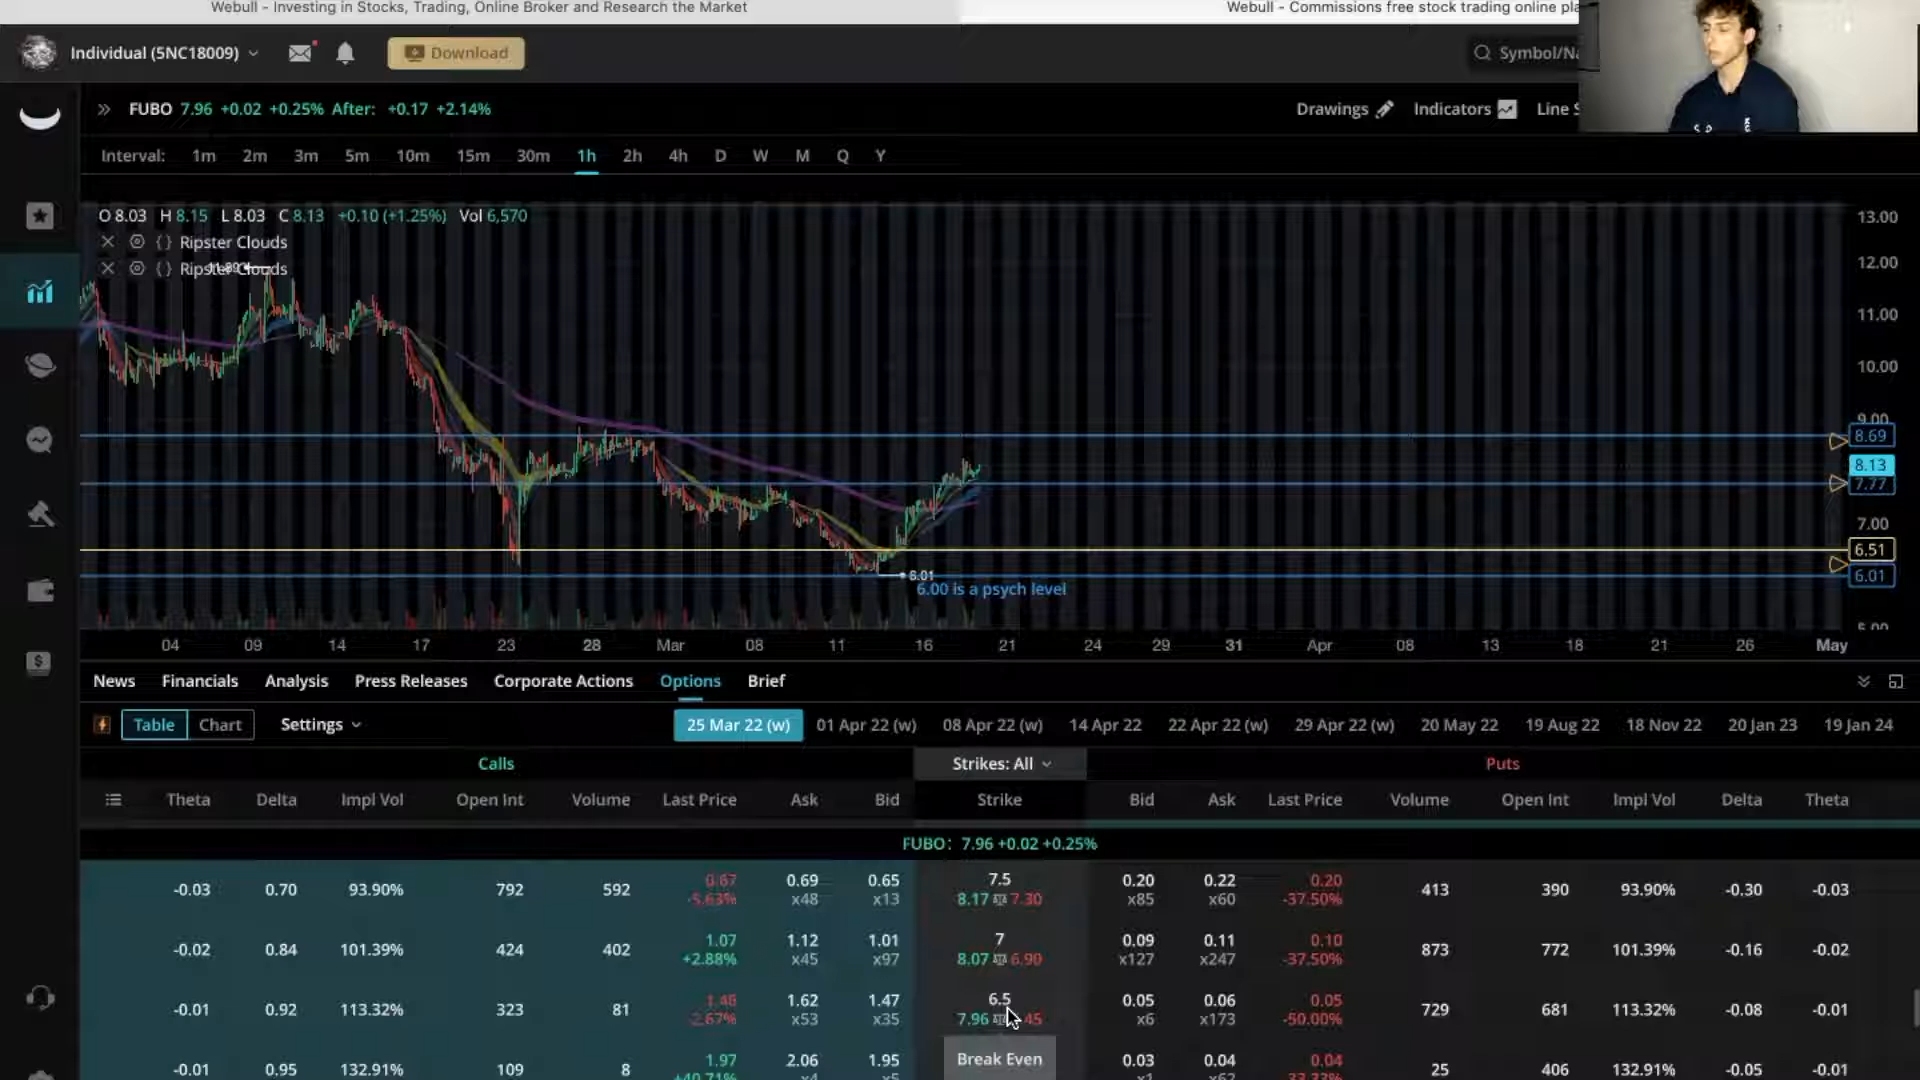 Webull - Investing in Stocks, Trading, Online Broker and Research the Market
Webull - Commissions free stock trading online pla
Individual (5NC18009)
Download
Symbol/Na
FUBO 7.96 +0.02 +0.25% After: +0.17 +2.14%
Drawings Indicators Line S
Interval: 1m 2m 3m 5m 10m 15m 30m 1h 2h 4h D W M Q Y
O 8.03 H 8.15 L 8.03 C 8.13 +0.10 (+1.25%) Vol 6,570
Ripster Clouds
Ripster Clouds
13.00
12.00
11.00
10.00
9.00
8.69
8.13
7.77
7.00
6.51
6.01
5.00
6.00 is a psych level
04 09 14 17 23 28 Mar 08 11 16 21 24 29 31 Apr 08 13 18 21 26 May
News Financials Analysis Press Releases Corporate Actions Options Brief
Table Chart Settings 25 Mar 22 (w) 01 Apr 22 (w) 08 Apr 22 (w) 14 Apr 22 22 Apr 22 (w) 29 Apr 22 (w) 20 May 22 19 Aug 22 18 Nov 22 20 Jan 23 19 Jan 24
Calls Strikes: All Puts
Theta Delta Impl Vol Open Int Volume Last Price Ask Bid Strike Bid Ask Last Price Volume Open Int Impl Vol Delta Theta
FUBO: 7.96 +0.02 +0.25%
-0.03 0.70 93.90% 792 592 0.67 0.69 0.65 7.5 0.20 0.22 0.20 413 390 93.90% -0.30 -0.03
-5.63% x48 x13 8.17 7.30 x85 x60 -37.50%
-0.02 0.84 101.39% 424 402 1.07 1.12 1.01 7 0.09 0.11 0.10 873 772 101.39% -0.16 -0.02
+2.88% x45 x97 8.07 6.90 x127 x247 -37.50%
-0.01 0.92 113.32% 323 81 1.46 1.62 1.47 6.5 0.05 0.06 0.05 729 681 113.32% -0.08 -0.01
-2.67% x53 x35 7.96 45 x6 x173 -50.00%
-0.01 0.95 132.91% 109 8 1.97 2.06 1.95 Break Even 0.03 0.04 0.04 25 406 132.91% -0.05 -0.01